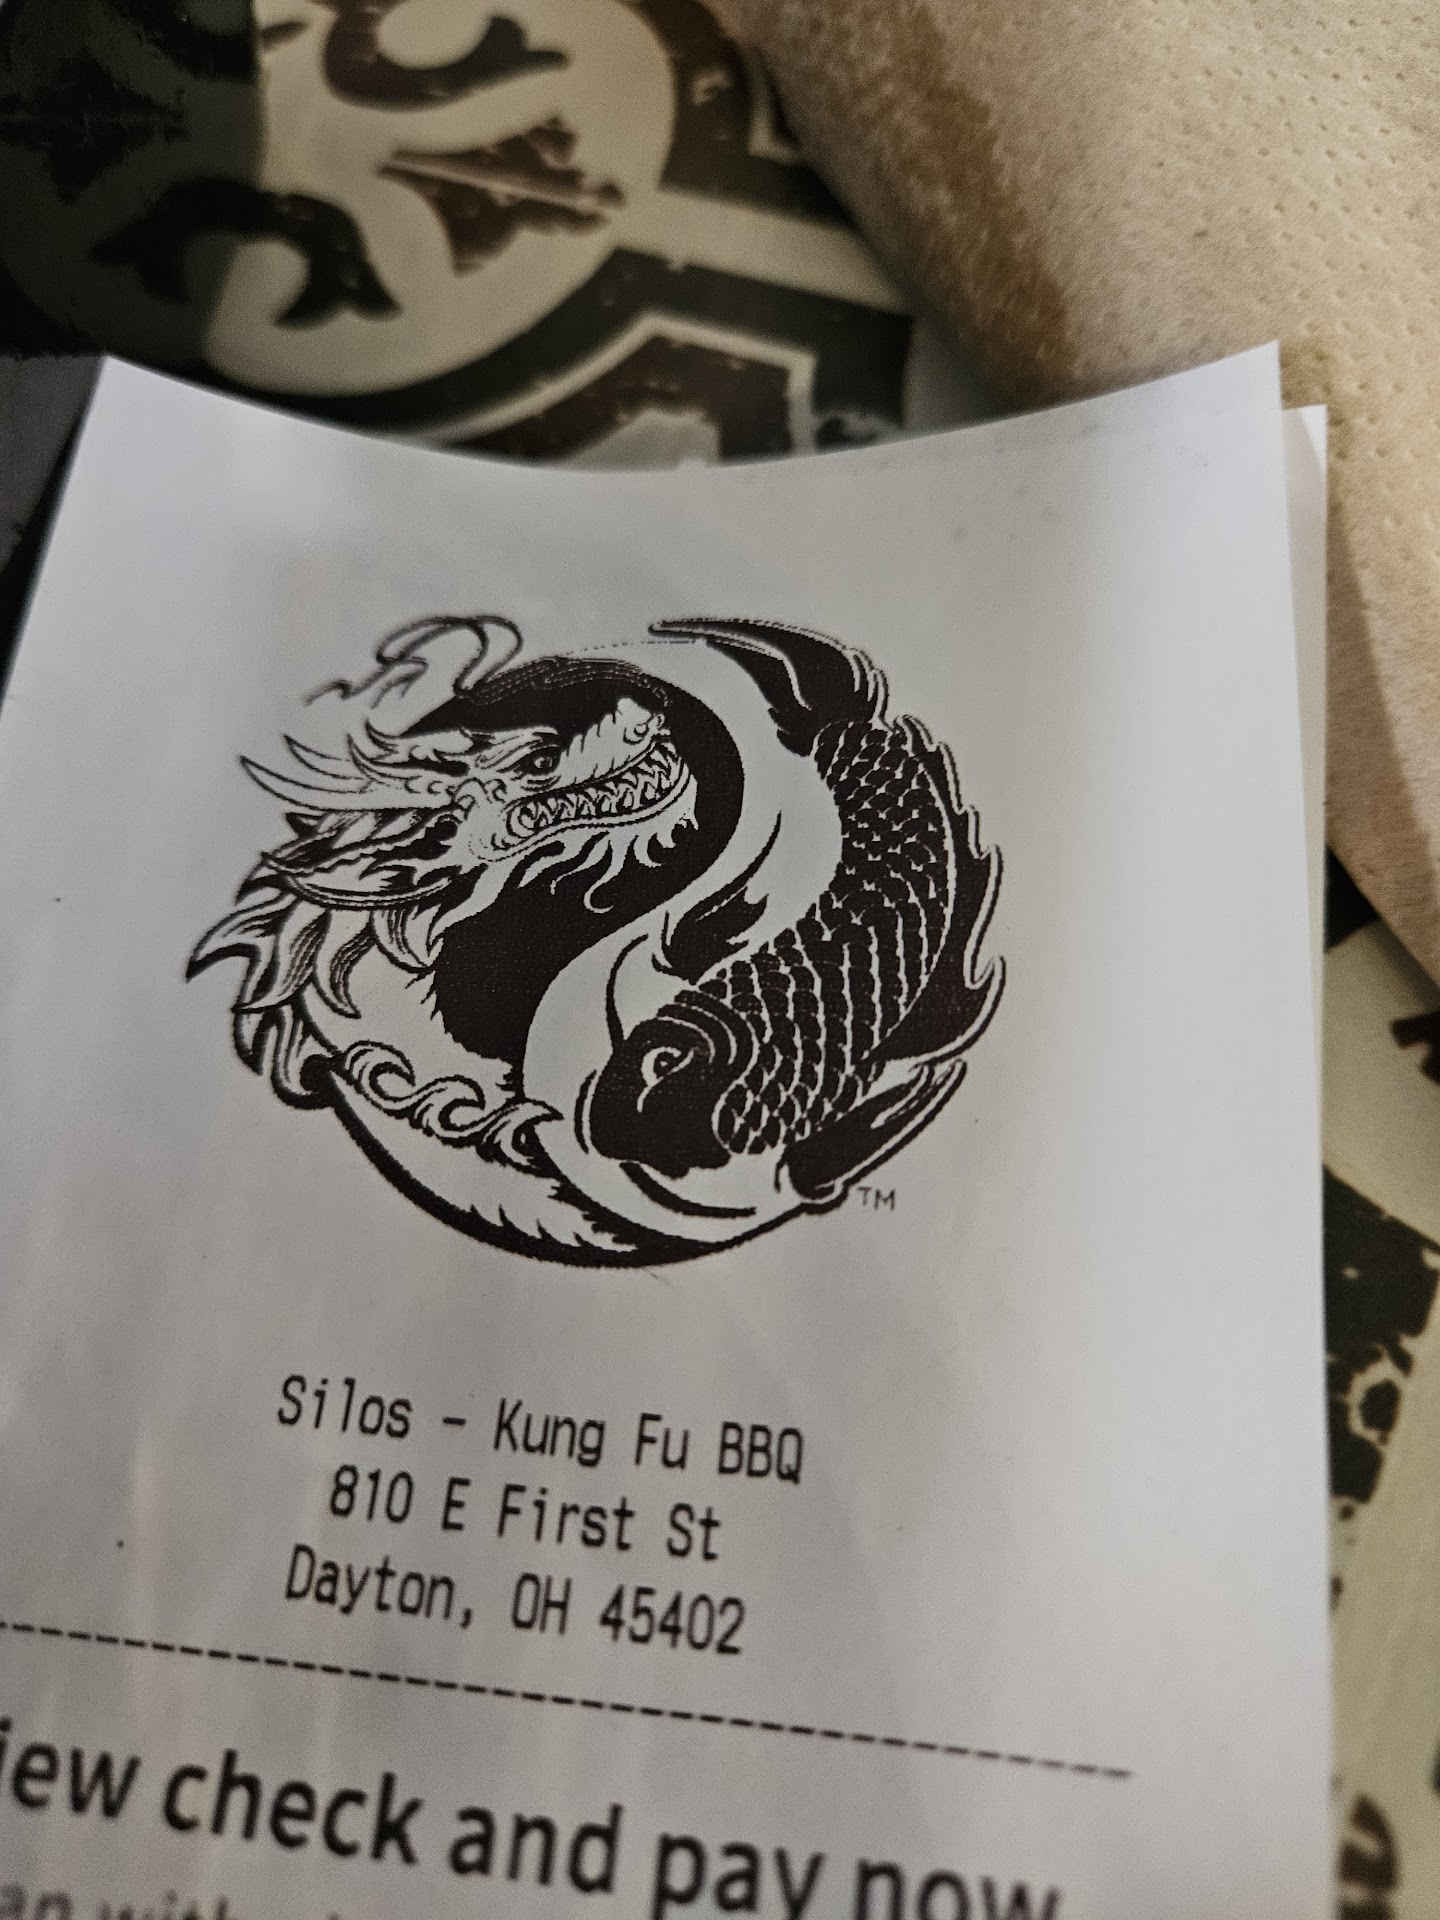 TM
Silos - Kung Fu BBQ
810 E First St
Dayton, OH 45402
iew check and pay now